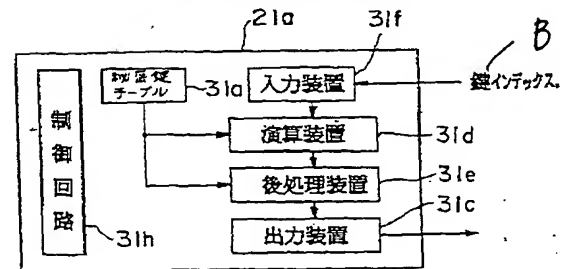 21a
31f
B
秘密鍵
テーブル
31a
入力装置
鍵インデックス。
制御回路
演算装置
31d
後処理装置
31e
31c
出力装置
31h